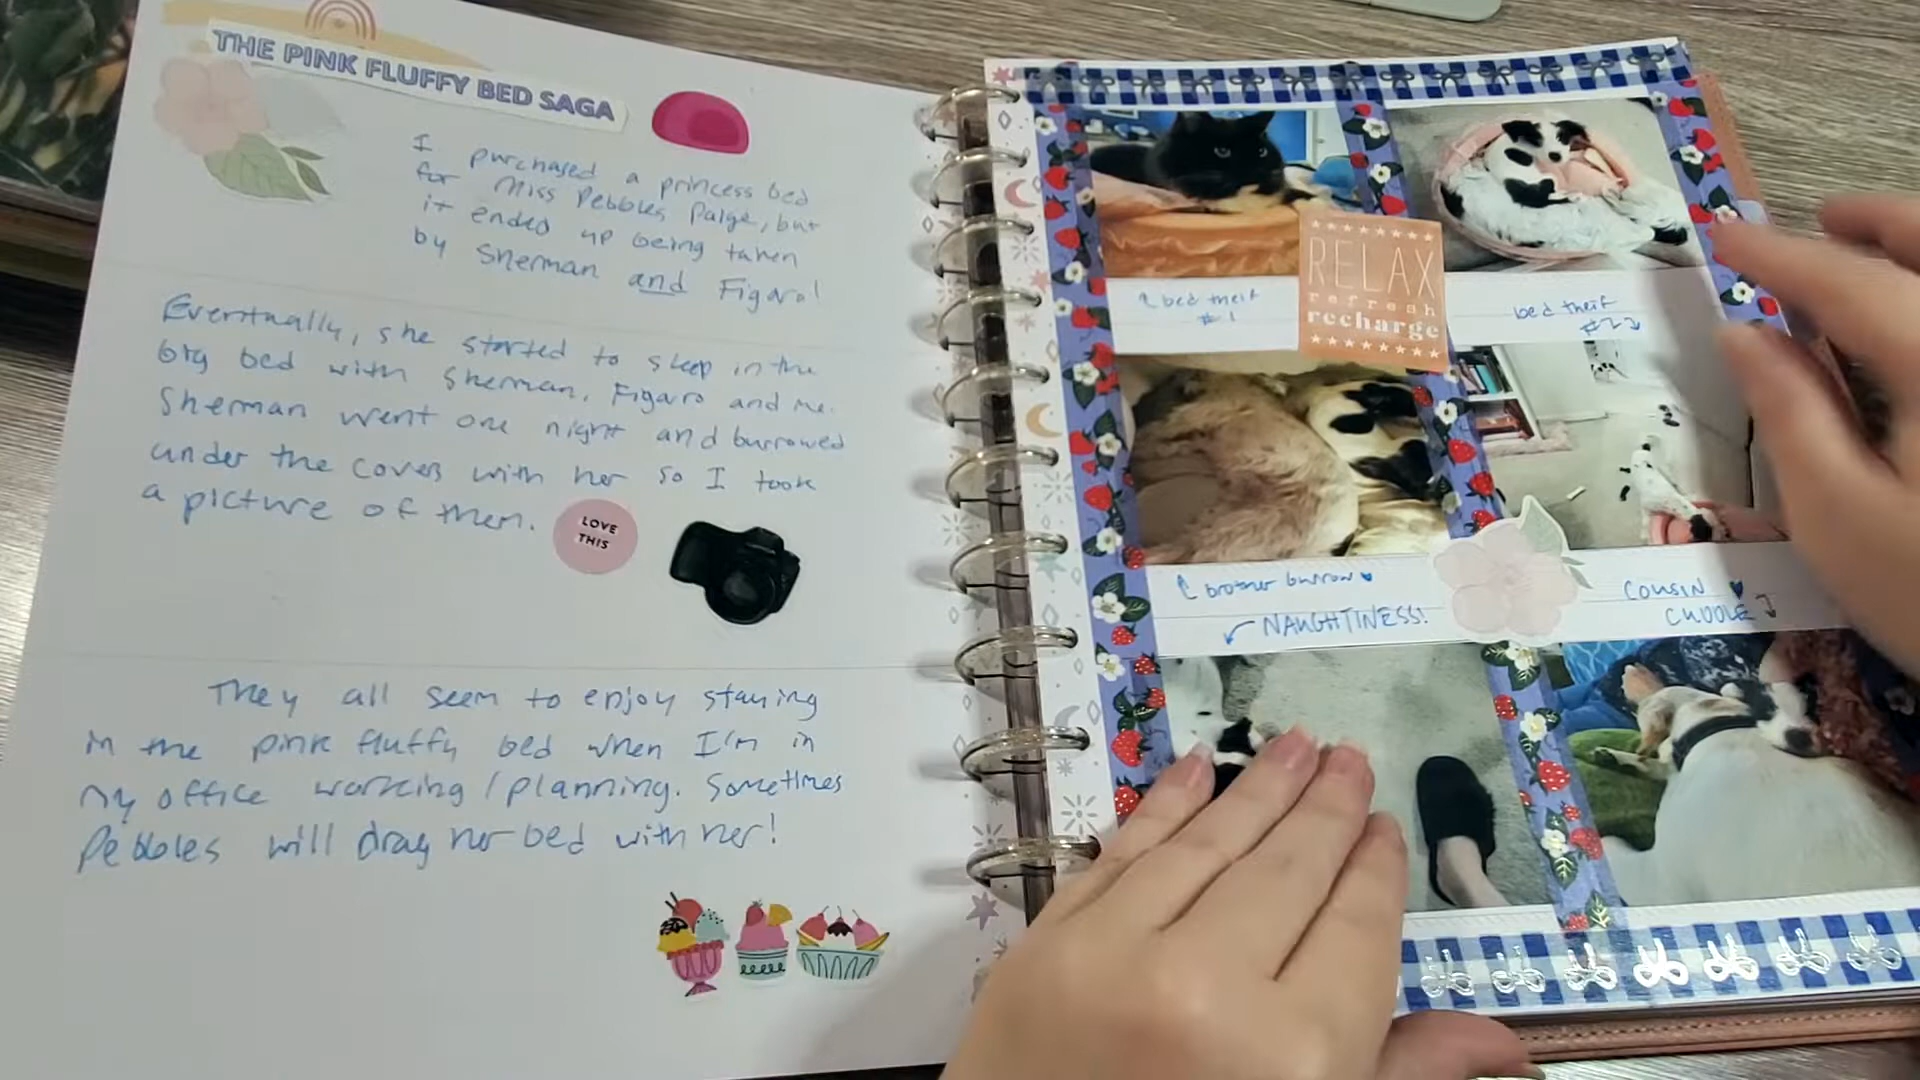 THE PINK FLUFFY BED SAGA
I purchased a princess bed
for Miss Pebbles Paige, but
it ended up being taken
by Sherman and Figaro!
Eventually, she started to sleep in the
big bed with Sherman, Figaro and me.
Sherman went one night and burrowed
under the covers with her so I took
a picture of them.
LOVE
THIS
They all seem to enjoy staying
in the pink fluffy bed when I'm in
my office working/planning. Sometimes
Pebbles will drag her bed with her!
bed theif
#1
RELAX
refresh
recharge
bed theif
#2
brother burrow
NAUGHTINESS!
COUSIN
CUDDLE